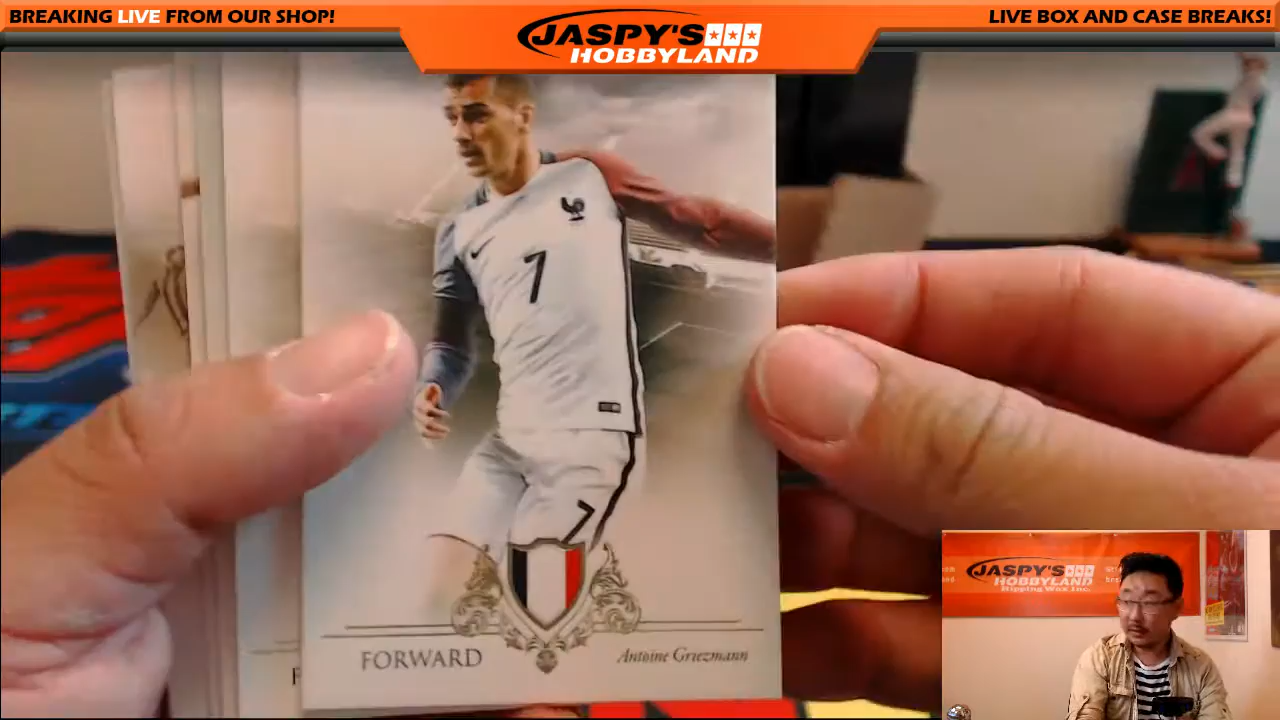 BREAKING LIVE FROM OUR SHOP!
JASPY'S
HOBBYLAND
LIVE BOX AND CASE BREAKS!
7
7
FORWARD
Antoine Griezmann
F
JASPY'S
HOBBYLAND
Ripping Wax Inc.